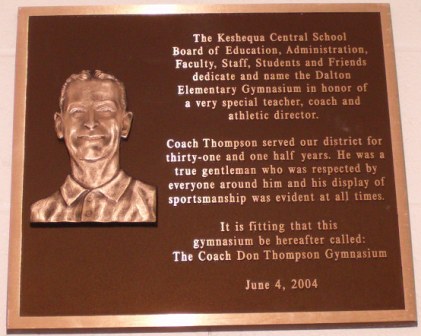 The Keshequa Central School
Board of Education, Administration,
Faculty, Staff, Students and Friends
dedicate and name the Dalton
Elementary Gymnasium in honor of
a very special teacher, coach and
athletic director.
Coach Thompson served our district for
thirty-one and one half years. He was a
true gentleman who was respected by
everyone around him and his display of
sportsmanship was evident at all times.
It is fitting that this
gymnasium be hereafter called:
The Coach Don Thompson Gymnasium
June 4, 2004